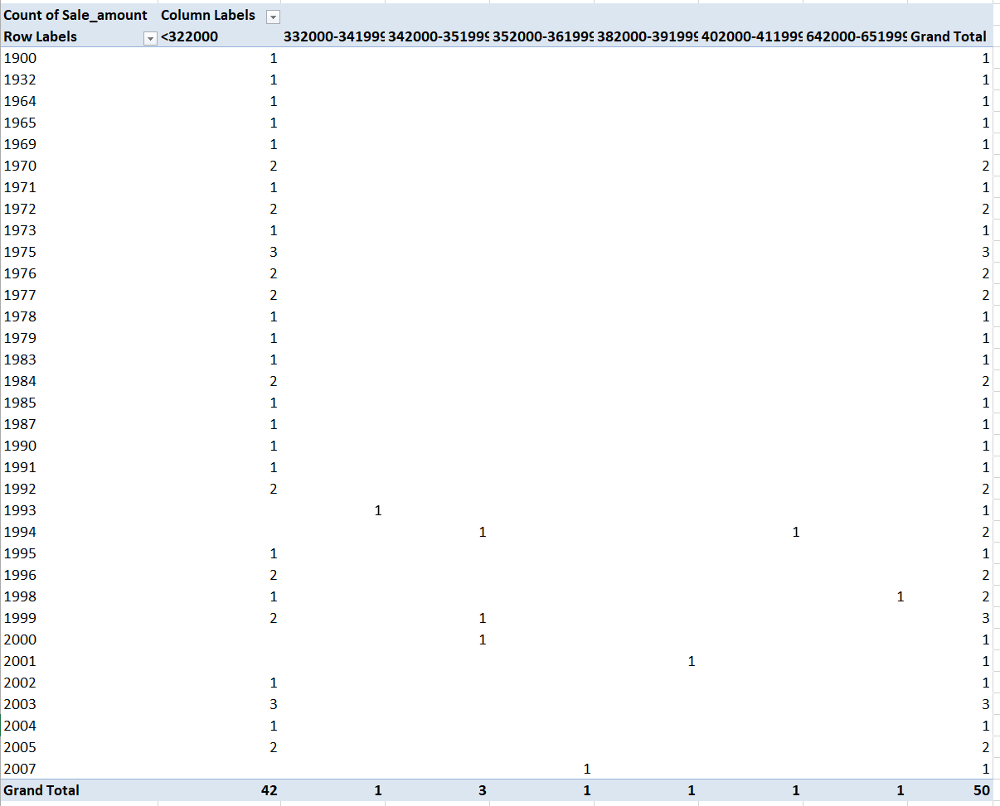 Count of Sale_amount Column Labels
Row Labels <322000 332000-341999 342000-351999 352000-361999 382000-391999 402000-411999 642000-651999 Grand Total
1900 1 1
1932 1 1
1964 1 1
1965 1 1
1969 1 1
1970 2 2
1971 1 1
1972 2 2
1973 1 1
1975 3 3
1976 2 2
1977 2 2
1978 1 1
1979 1 1
1983 1 1
1984 2 2
1985 1 1
1987 1 1
1990 1 1
1991 1 1
1992 2 2
1993 1 1
1994 1 1 2
1995 1 1
1996 2 2
1998 1 1 2
1999 2 1 3
2000 1 1
2001 1 1
2002 1 1
2003 3 3
2004 1 1
2005 2 2
2007 1 1
Grand Total 42 1 3 1 1 1 1 50